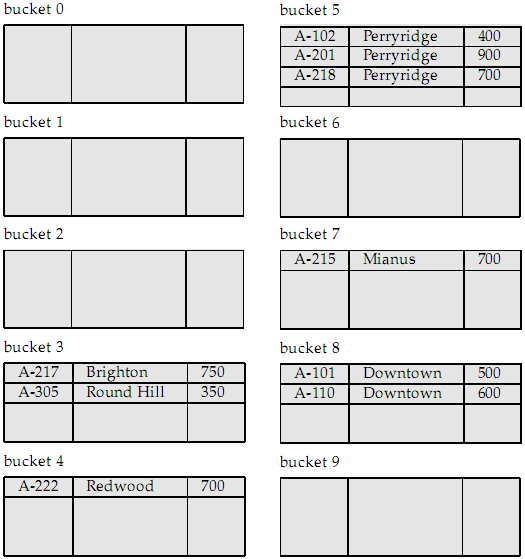 bucket 0
bucket 1
bucket 2
bucket 3
A-217 Brighton 750
A-305 Round Hill 350
bucket 4
A-222 Redwood 700
bucket 5
A-102 Perryridge 400
A-201 Perryridge 900
A-218 Perryridge 700
bucket 6
bucket 7
A-215 Mianus 700
bucket 8
A-101 Downtown 500
A-110 Downtown 600
bucket 9